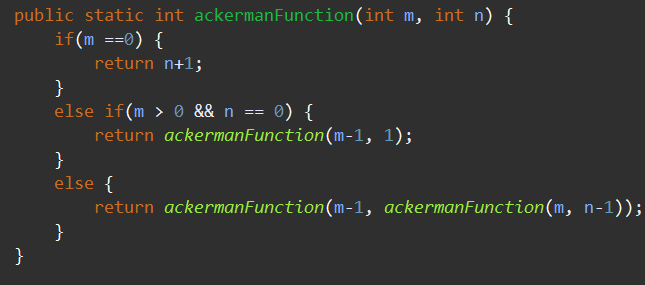 public static int ackermanFunction(int m, int n) {
    if(m ==0) {
        return n+1;
    }
    else if(m > 0 && n == 0) {
        return ackermanFunction(m-1, 1);
    }
    else {
        return ackermanFunction(m-1, ackermanFunction(m, n-1));
    }
}